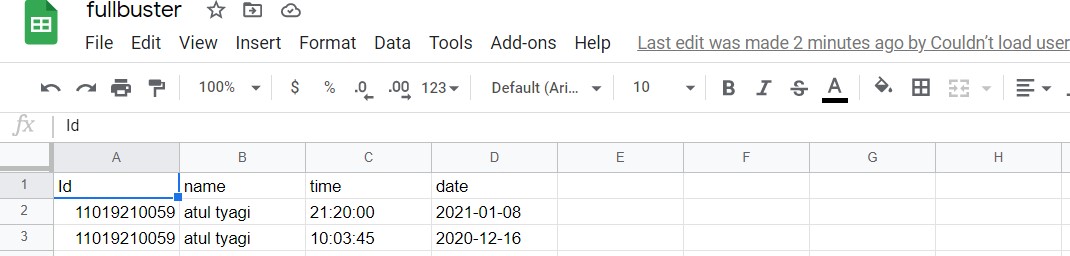 fullbuster
File Edit View Insert Format Data Tools Add-ons Help Last edit was made 2 minutes ago by Couldn't load user
100% $ % .0 .00 123 Default (Ari... 10 B I S A
fx Id
A B C D E F G H
1 Id name time date
2 11019210059 atul tyagi 21:20:00 2021-01-08
3 11019210059 atul tyagi 10:03:45 2020-12-16